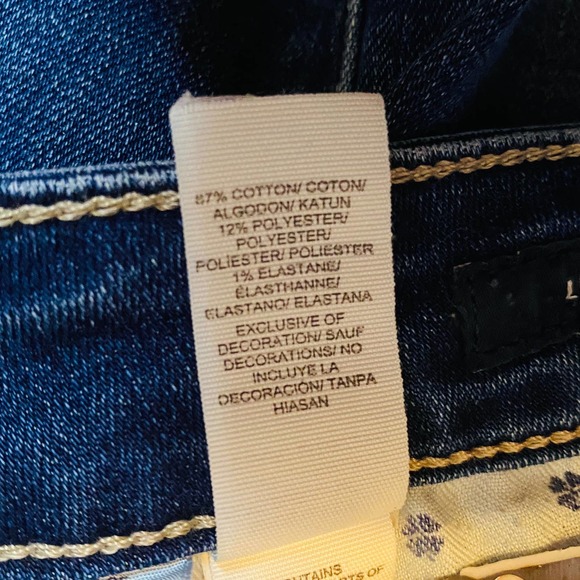 87% COTTON/ COTON/
ALGODON/ KATUN
12% POLYESTER/
POLYESTER/
POLIÉSTER/ POLIESTER
1% ELASTANE/
ÉLASTHANNE/
ELASTANO/ ELASTANA
EXCLUSIVE OF
DECORATION/ SAUF
DECORATIONS/ NO
INCLUYE LA
DECORACIÓN/ TANPA
HIASAN
L